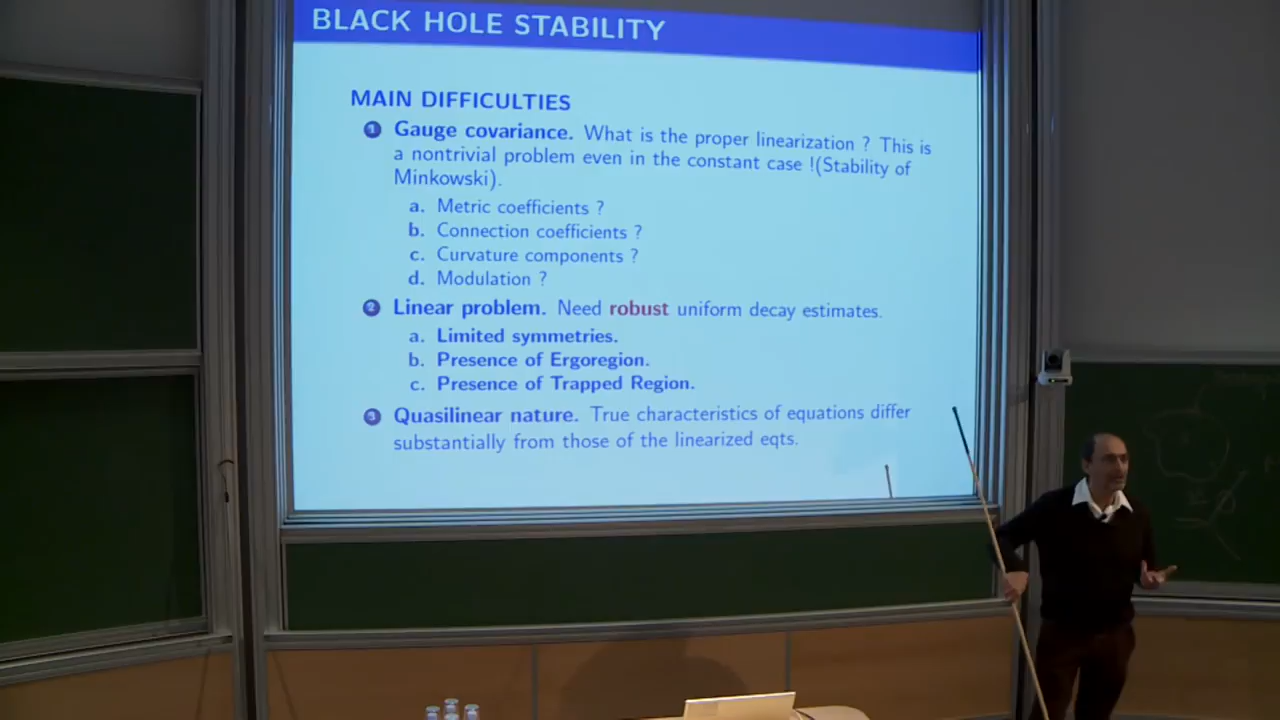 BLACK HOLE STABILITY
MAIN DIFFICULTIES
1 Gauge covariance. What is the proper linearization ? This is
a nontrivial problem even in the constant case !(Stability of
Minkowski).
a. Metric coefficients ?
b. Connection coefficients ?
c. Curvature components ?
d. Modulation ?
2 Linear problem. Need robust uniform decay estimates.
a. Limited symmetries.
b. Presence of Ergoregion.
c. Presence of Trapped Region.
3 Quasilinear nature. True characteristics of equations differ
substantially from those of the linearized eqts.